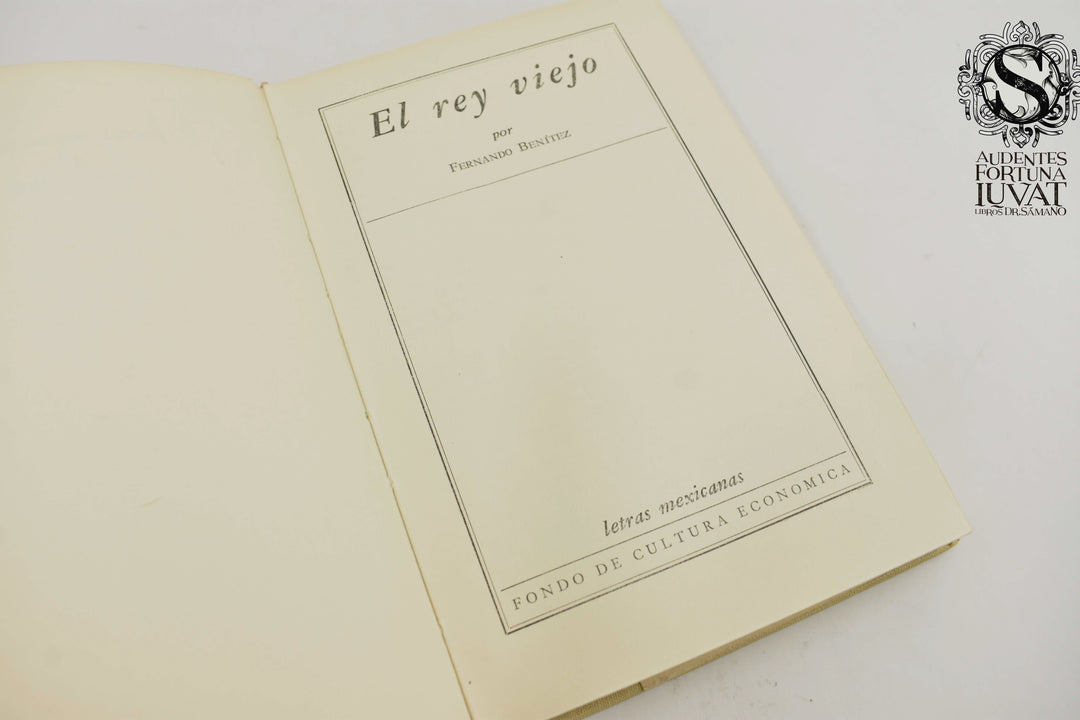 El rey viejo
por
FERNANDO BENÍTEZ
letras mexicanas
FONDO DE CULTURA ECONOMICA
S
AUDENTES
FORTUNA
IUVAT
LIBROS DR. SÁMANO